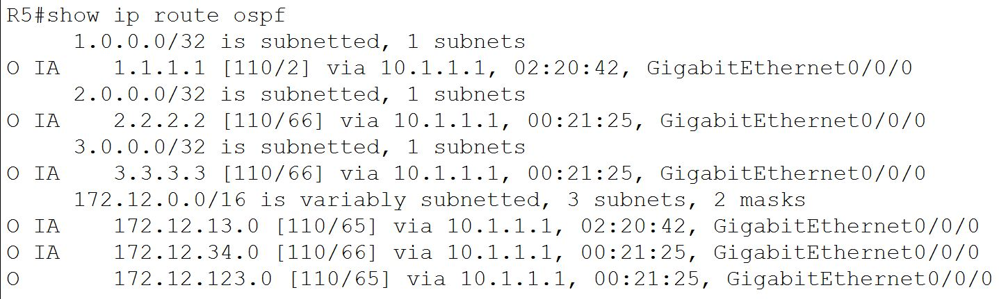 R5#show ip route ospf
     1.0.0.0/32 is subnetted, 1 subnets
O IA    1.1.1.1 [110/2] via 10.1.1.1, 02:20:42, GigabitEthernet0/0/0
     2.0.0.0/32 is subnetted, 1 subnets
O IA    2.2.2.2 [110/66] via 10.1.1.1, 00:21:25, GigabitEthernet0/0/0
     3.0.0.0/32 is subnetted, 1 subnets
O IA    3.3.3.3 [110/66] via 10.1.1.1, 00:21:25, GigabitEthernet0/0/0
     172.12.0.0/16 is variably subnetted, 3 subnets, 2 masks
O IA    172.12.13.0 [110/65] via 10.1.1.1, 02:20:42, GigabitEthernet0/0/0
O IA    172.12.34.0 [110/66] via 10.1.1.1, 00:21:25, GigabitEthernet0/0/0
O       172.12.123.0 [110/65] via 10.1.1.1, 00:21:25, GigabitEthernet0/0/0